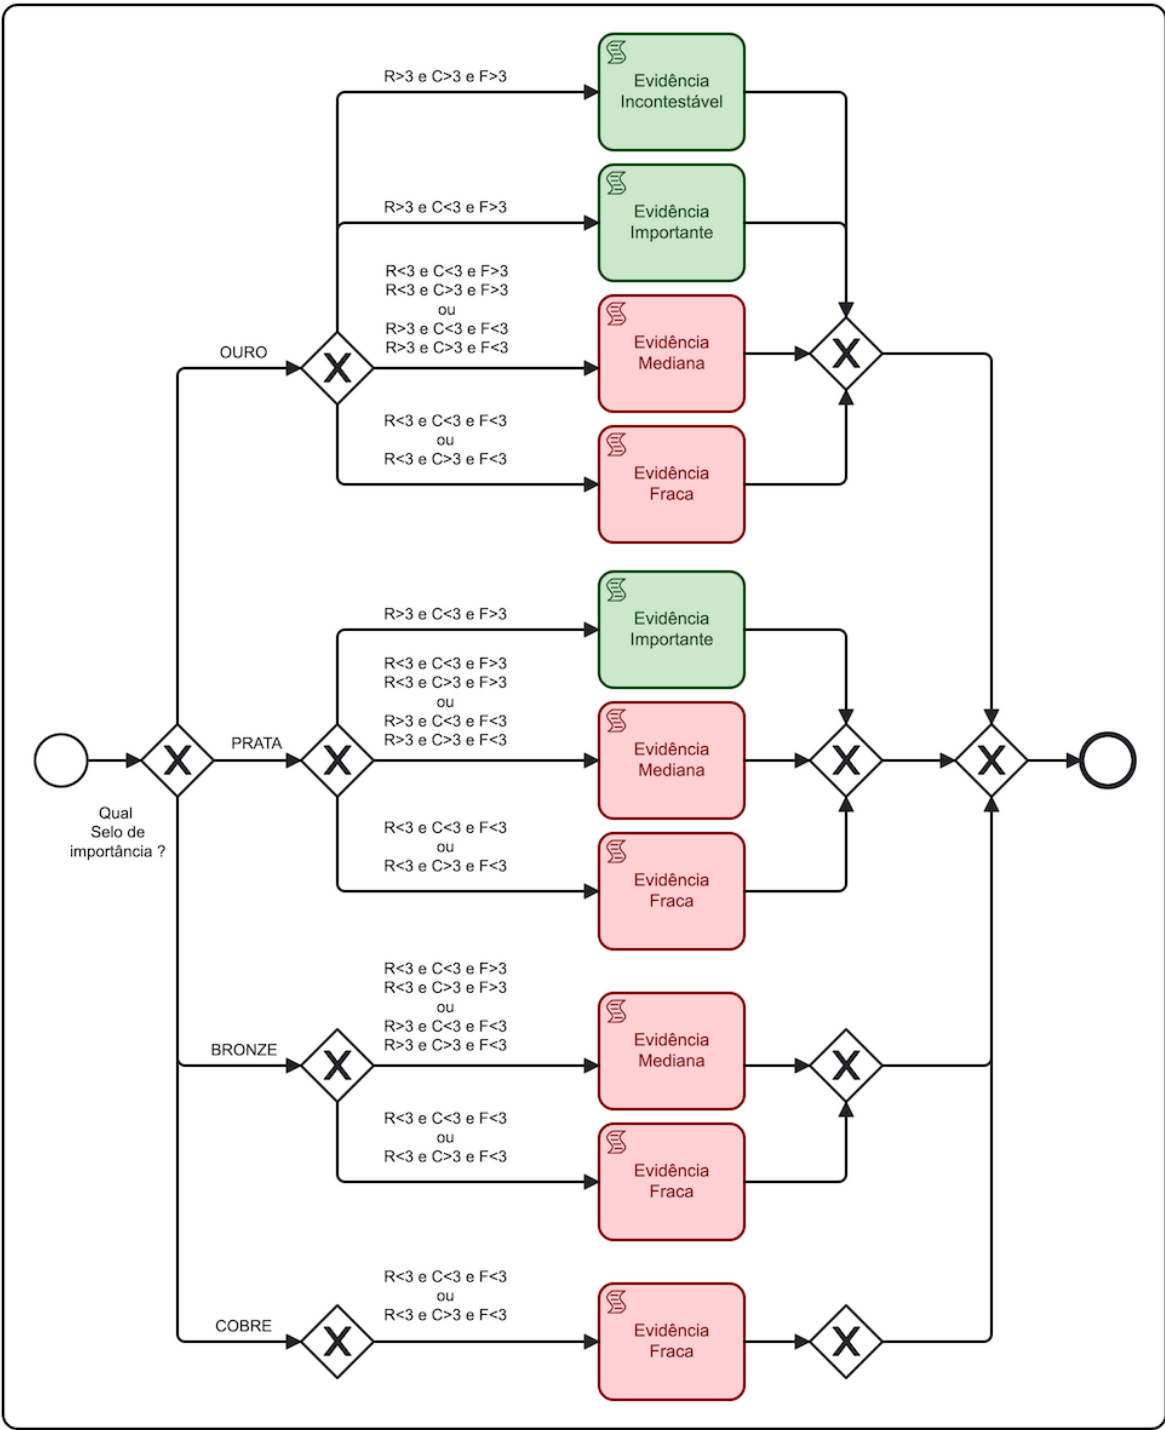 R>3 e C>3 e F>3
Evidência
Incontestável
R>3 e C<3 e F>3
Evidência
Importante
R<3 e C<3 e F>3
R<3 e C>3 e F>3
ou
R>3 e C<3 e F<3
R>3 e C>3 e F<3
Evidência
Mediana
OURO
R<3 e C<3 e F<3
ou
R<3 e C>3 e F<3
Evidência
Fraca
R>3 e C<3 e F>3
Evidência
Importante
R<3 e C<3 e F>3
R<3 e C>3 e F>3
ou
R>3 e C<3 e F<3
R>3 e C>3 e F<3
Evidência
Mediana
PRATA
Qual
Selo de
importância ?
R<3 e C<3 e F<3
ou
R<3 e C>3 e F<3
Evidência
Fraca
R<3 e C<3 e F>3
R<3 e C>3 e F>3
ou
R>3 e C<3 e F<3
R>3 e C>3 e F<3
Evidência
Mediana
BRONZE
R<3 e C<3 e F<3
ou
R<3 e C>3 e F<3
Evidência
Fraca
R<3 e C<3 e F<3
ou
R<3 e C>3 e F<3
COBRE
Evidência
Fraca